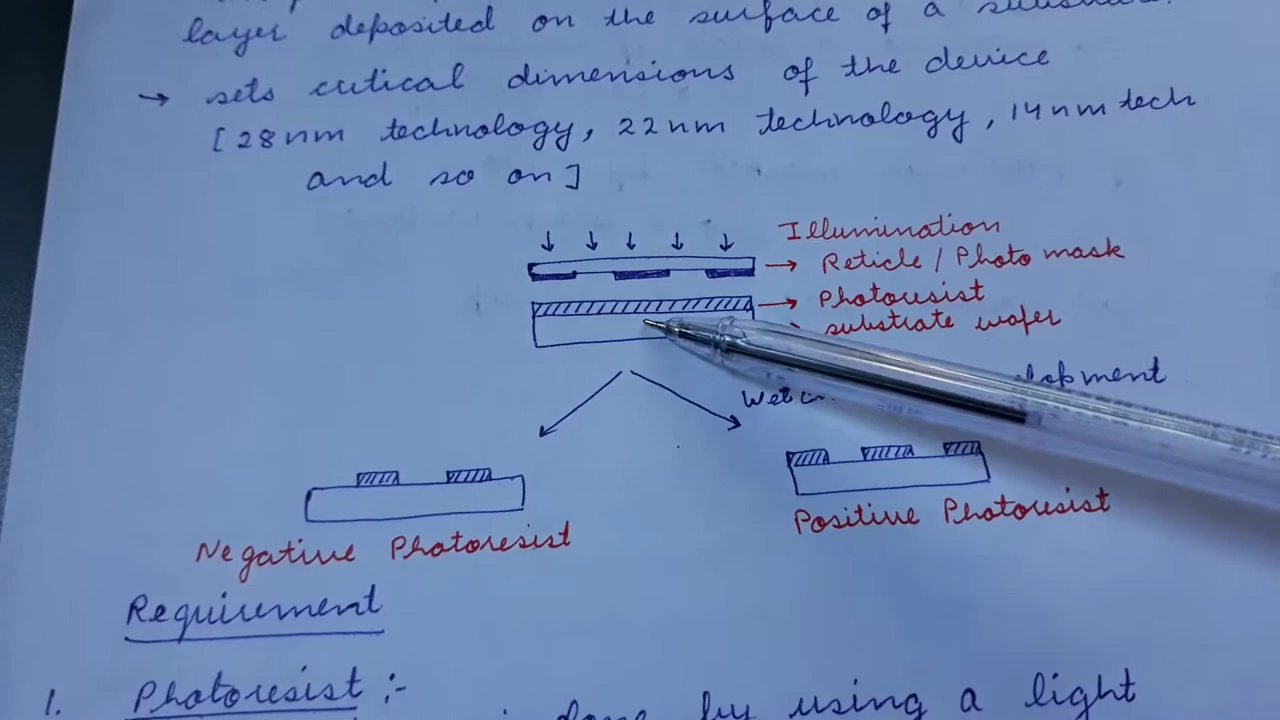 layer deposited on the surface of a
→ sets critical dimensions of the device
[28nm technology, 22nm technology, 14nm tech
and so on]
Illumination
→ Reticle / Photo mask
→ Photoresist
substrate wafer
Wet
Negative Photoresist
Positive Photoresist
Requirement
1. Photoresist :-
done by using a light